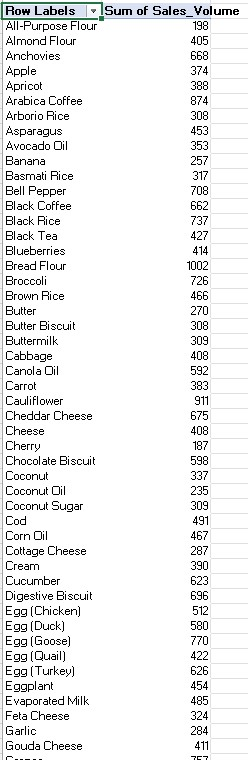 Row Labels Sum of Sales_Volume
All-Purpose Flour 198
Almond Flour 405
Anchovies 668
Apple 374
Apricot 388
Arabica Coffee 874
Arborio Rice 308
Asparagus 453
Avocado Oil 353
Banana 257
Basmati Rice 317
Bell Pepper 708
Black Coffee 662
Black Rice 737
Black Tea 427
Blueberries 414
Bread Flour 1002
Broccoli 726
Brown Rice 466
Butter 270
Butter Biscuit 308
Buttermilk 309
Cabbage 408
Canola Oil 592
Carrot 383
Cauliflower 911
Cheddar Cheese 675
Cheese 408
Cherry 187
Chocolate Biscuit 598
Coconut 337
Coconut Oil 235
Coconut Sugar 309
Cod 491
Corn Oil 467
Cottage Cheese 287
Cream 390
Cucumber 623
Digestive Biscuit 696
Egg (Chicken) 512
Egg (Duck) 580
Egg (Goose) 770
Egg (Quail) 422
Egg (Turkey) 626
Eggplant 454
Evaporated Milk 485
Feta Cheese 324
Garlic 284
Gouda Cheese 411